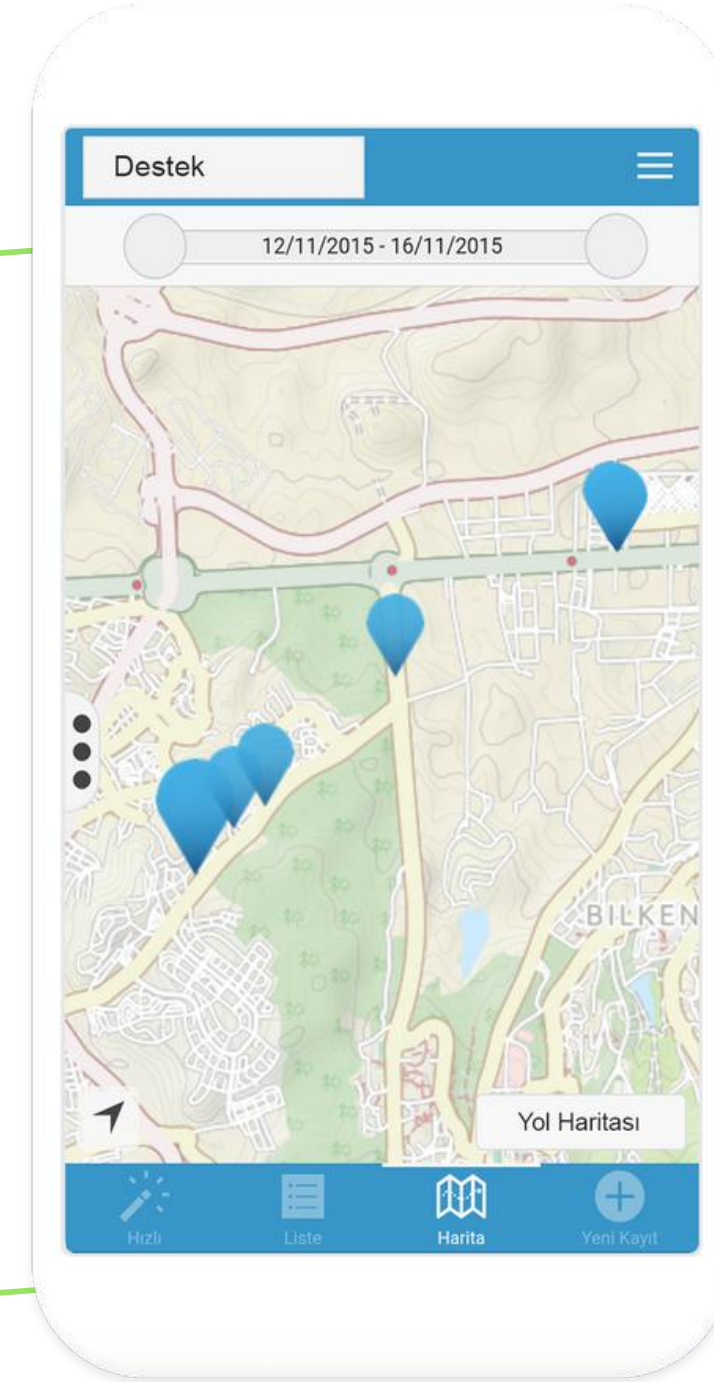 Destek
12/11/2015 - 16/11/2015
BILKEN
Yol Haritası
Hızlı
Liste
Harita
Yeni Kayıt